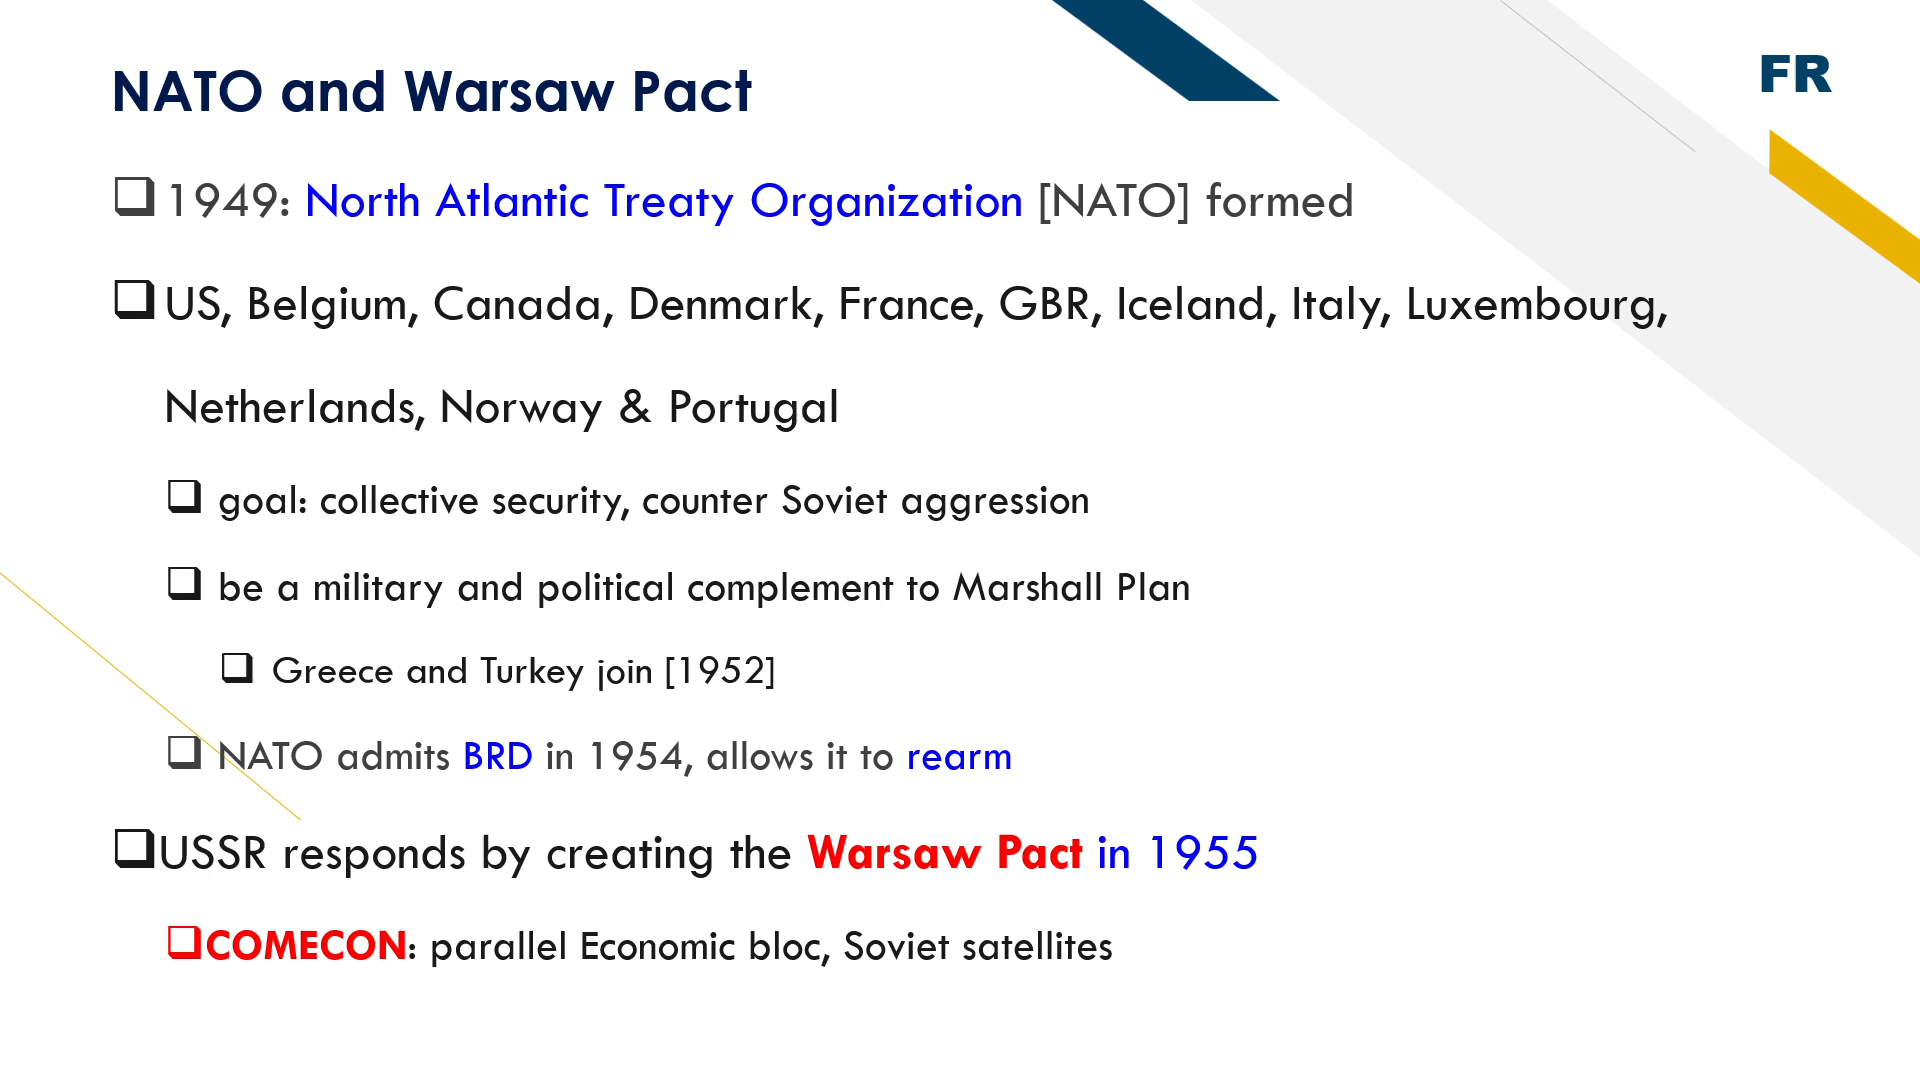 FR
NATO and Warsaw Pact
1949: North Atlantic Treaty Organization [NATO] formed
US, Belgium, Canada, Denmark, France, GBR, Iceland, Italy, Luxembourg,
Netherlands, Norway & Portugal
goal: collective security, counter Soviet aggression
be a military and political complement to Marshall Plan
Greece and Turkey join [1952]
NATO admits BRD in 1954, allows it to rearm
USSR responds by creating the Warsaw Pact in 1955
COMECON: parallel Economic bloc, Soviet satellites